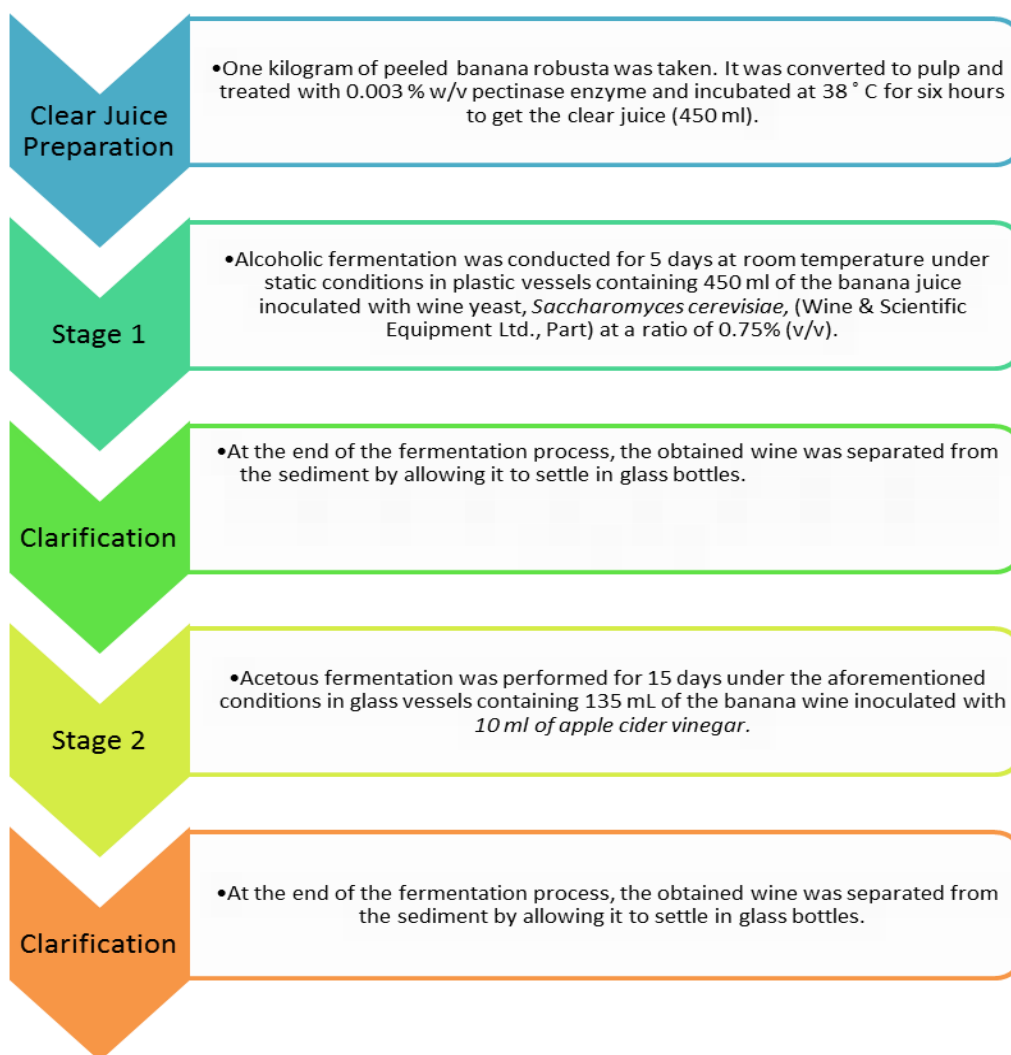 Clear Juice
Preparation
•One kilogram of peeled banana robusta was taken. It was converted to pulp and
treated with 0.003 % w/v pectinase enzyme and incubated at 38˚ C for six hours
to get the clear juice (450 ml).
Stage 1
•Alcoholic fermentation was conducted for 5 days at room temperature under
static conditions in plastic vessels containing 450 ml of the banana juice
inoculated with wine yeast, Saccharomyces cerevisiae, (Wine & Scientific
Equipment Ltd., Part) at a ratio of 0.75% (v/v).
Clarification
•At the end of the fermentation process, the obtained wine was separated from
the sediment by allowing it to settle in glass bottles.
Stage 2
•Acetous fermentation was performed for 15 days under the aforementioned
conditions in glass vessels containing 135 mL of the banana wine inoculated with
10 ml of apple cider vinegar.
Clarification
•At the end of the fermentation process, the obtained wine was separated from
the sediment by allowing it to settle in glass bottles.